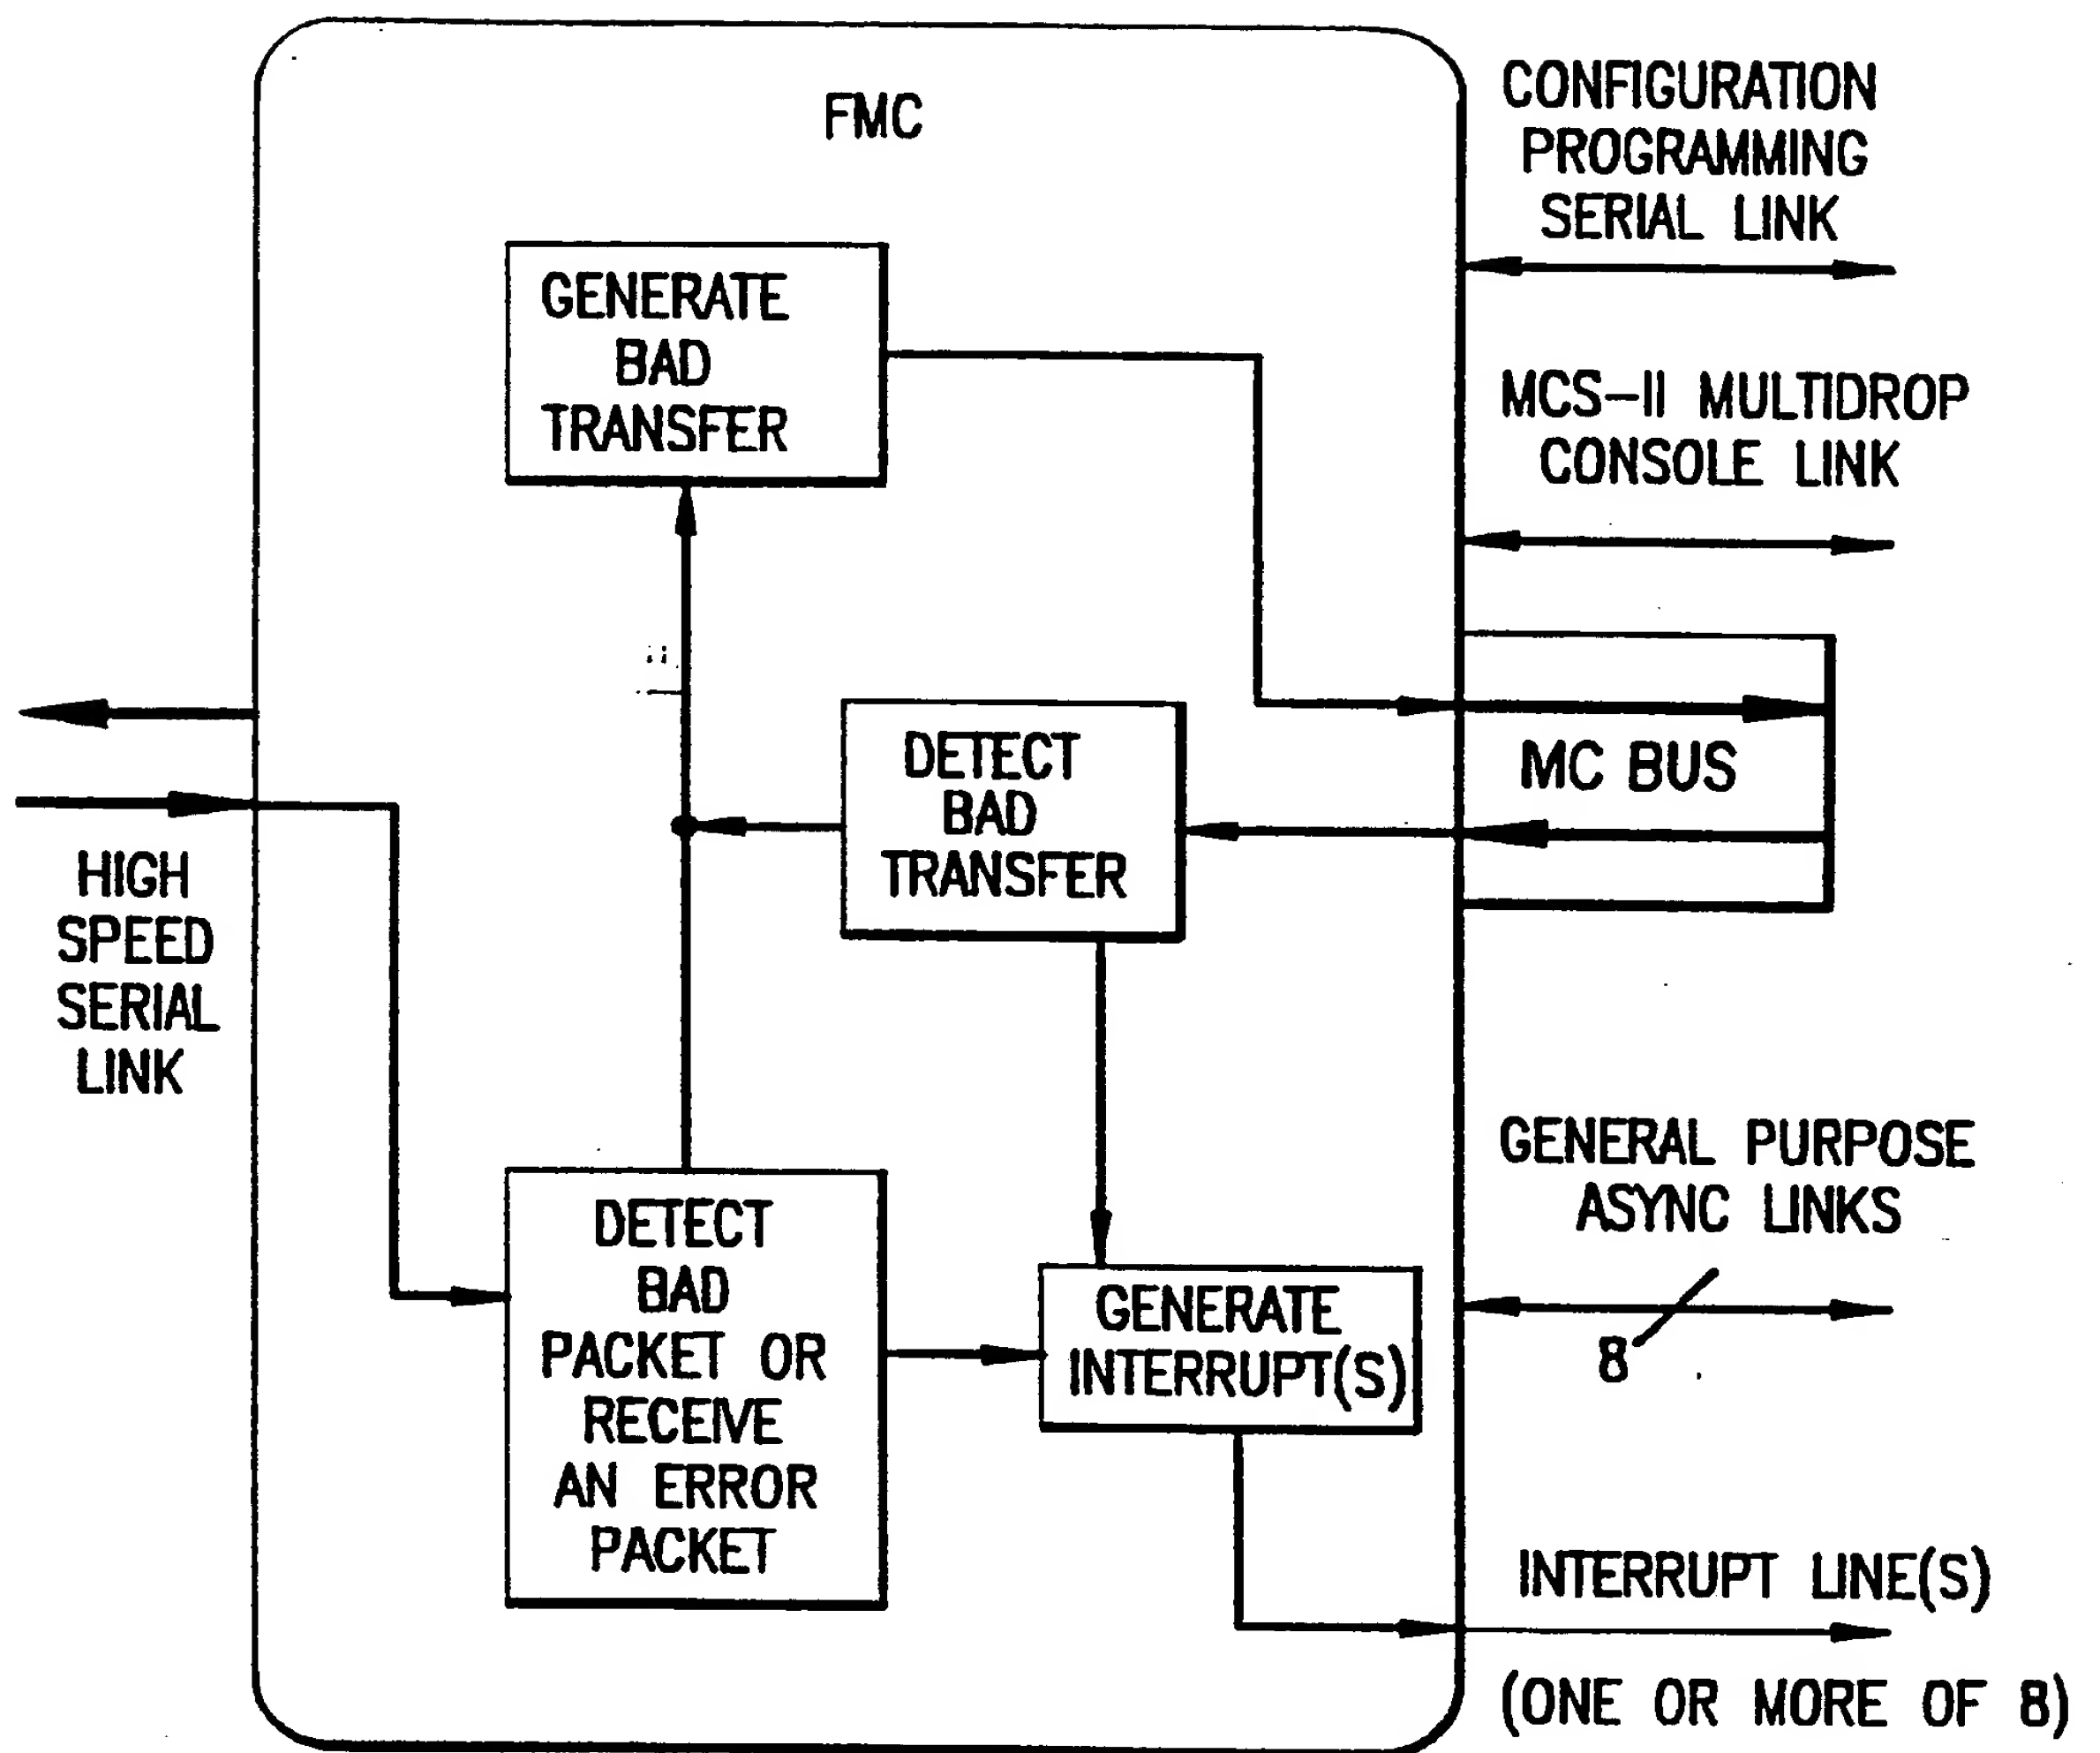 FMC
CONFIGURATION
PROGRAMMING
SERIAL LINK
GENERATE
BAD
TRANSFER
MCS-II MULTIDROP
CONSOLE LINK
DETECT
BAD
TRANSFER
MC BUS
HIGH
SPEED
SERIAL
LINK
GENERAL PURPOSE
ASYNC LINKS
8
DETECT
BAD
PACKET OR
RECEIVE
AN ERROR
PACKET
GENERATE
INTERRUPT(S)
INTERRUPT LINE(S)
(ONE OR MORE OF 8)